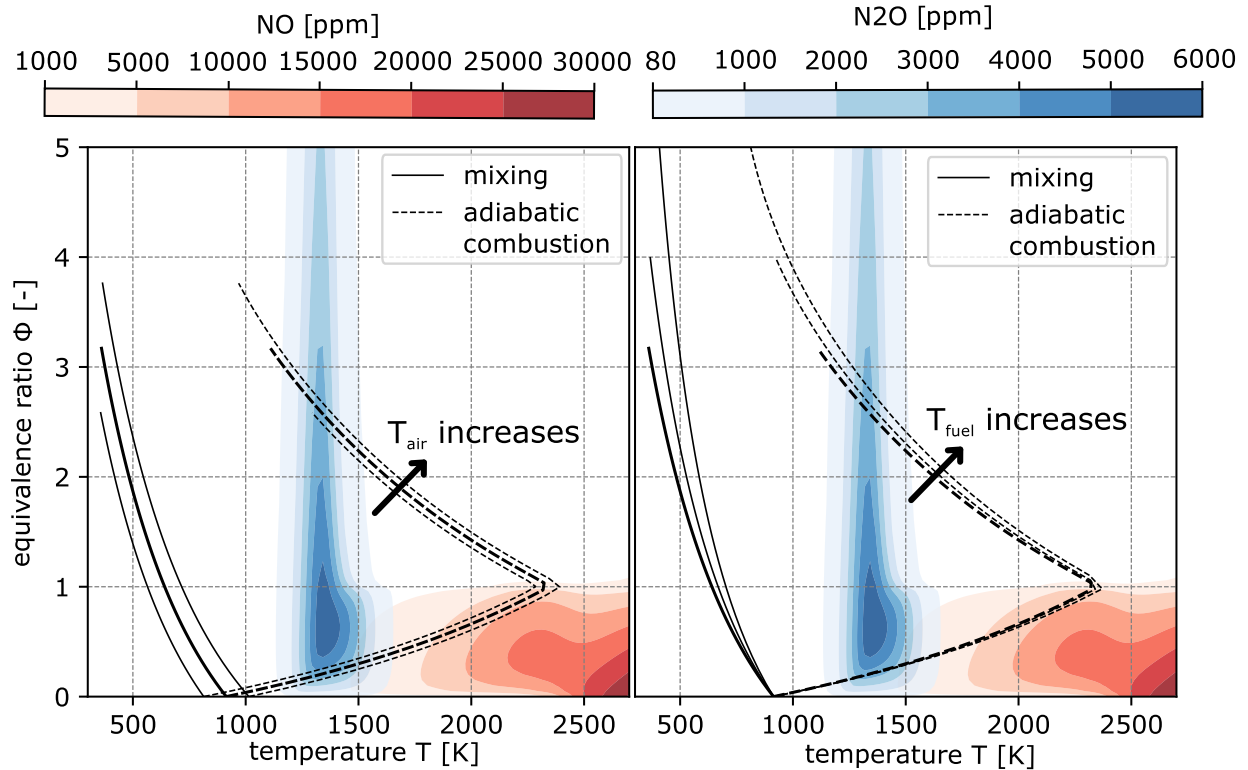 NO [ppm]
1000 5000 10000 15000 20000 25000 30000
N2O [ppm]
80 1000 2000 3000 4000 5000 6000
equivalence ratio Φ [-]
5
4
3
2
1
0
mixing
adiabatic
combustion
T air increases
500 1000 1500 2000 2500
temperature T [K]
mixing
adiabatic
combustion
T fuel increases
500 1000 1500 2000 2500
temperature T [K]